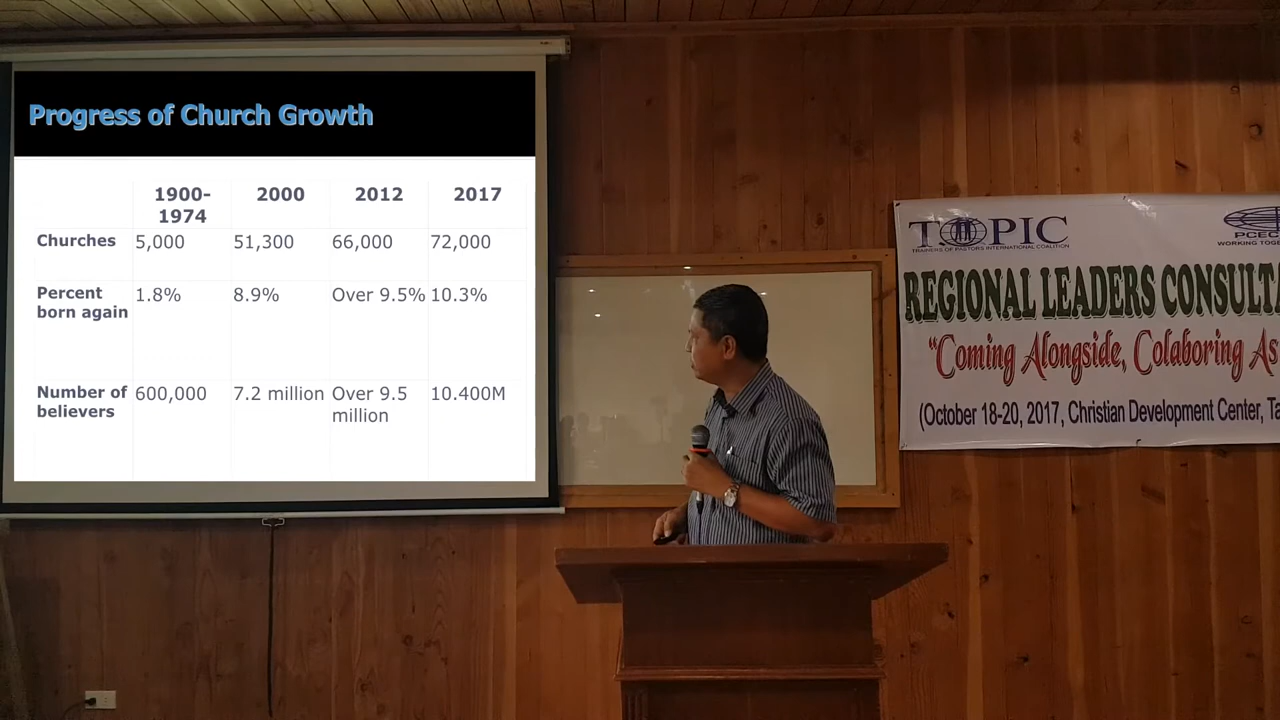 Progress of Church Growth
1900-
1974
2000
2012
2017
Churches
5,000
51,300
66,000
72,000
Percent
born again
1.8%
8.9%
Over 9.5%
10.3%
Number of
believers
600,000
7.2 million
Over 9.5
million
10.400M
TOPIC
TRAINERS OF PASTORS INTERNATIONAL COALITION
PCEC
WORKING TOGE
REGIONAL LEADERS CONSULTA
“Coming Alongside, Colaboring As
(October 18-20, 2017, Christian Development Center, Ta